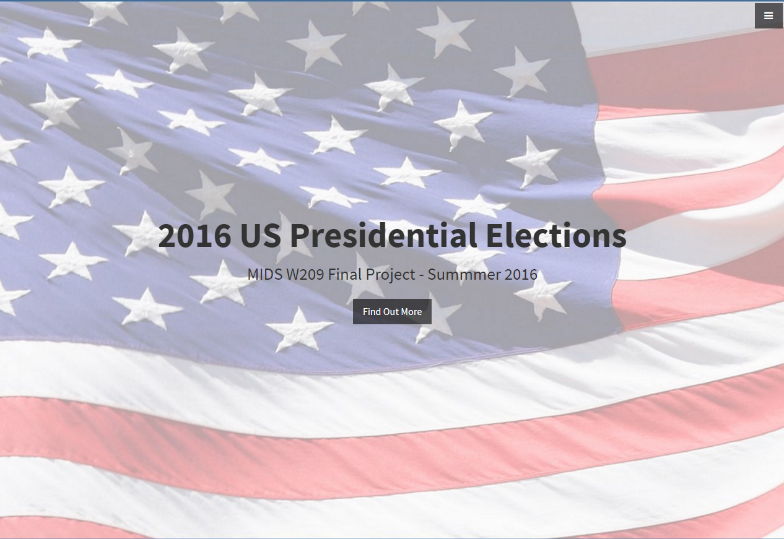 2016 US Presidential Elections
MIDS W209 Final Project - Summmer 2016
Find Out More